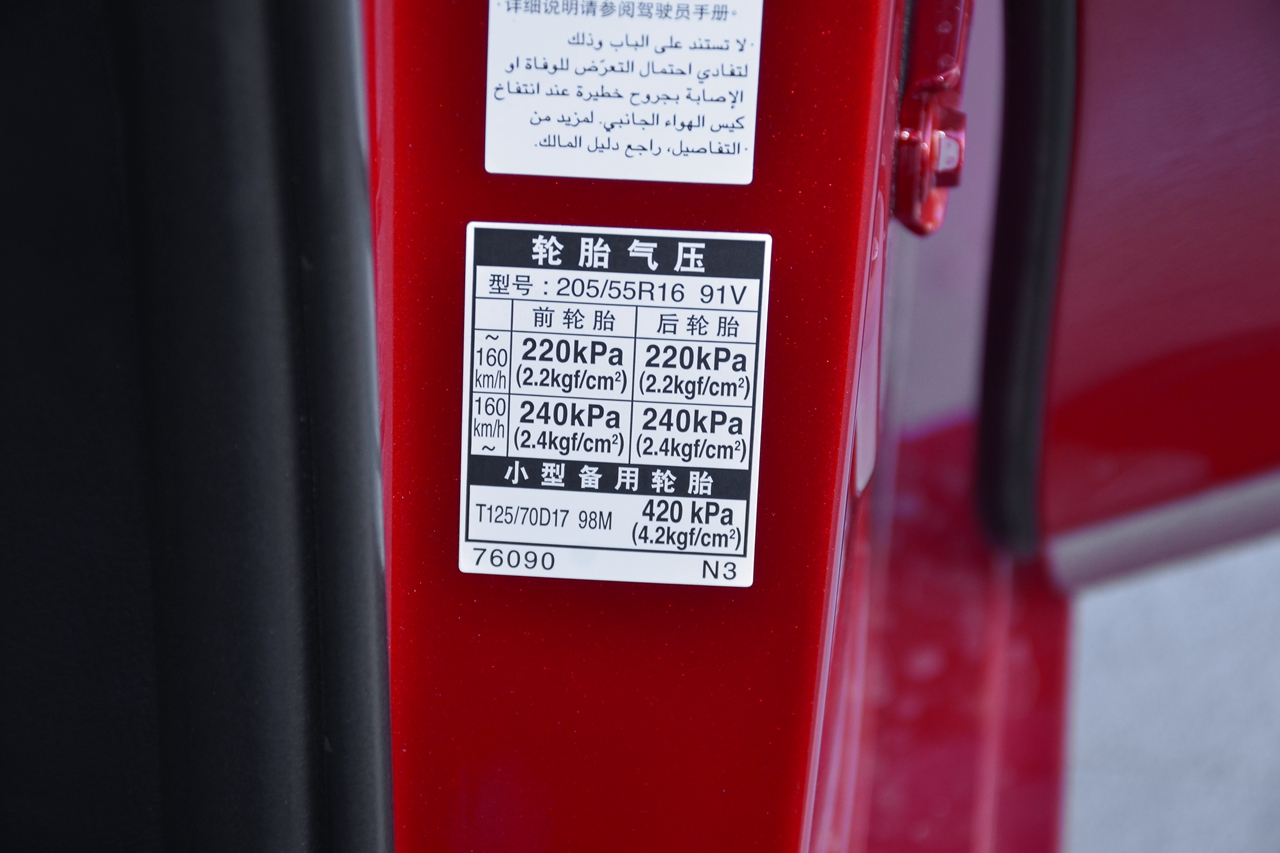 ·详细说明请参阅驾驶员手册。
·لا تستند على الباب وذلك
لتفادي احتمال التعرّض للوفاة او
الإصابة بجروح خطيرة عند انتفاخ
كيس الهواء الجانبي. لمزيد من
·التفاصيل، راجع دليل المالك.
轮胎气压
型号：205/55R16 91V
前轮胎 后轮胎
~ 160 km/h 220kPa (2.2kgf/cm²) 220kPa (2.2kgf/cm²)
160 km/h ~ 240kPa (2.4kgf/cm²) 240kPa (2.4kgf/cm²)
小型备用轮胎
T125/70D17 98M 420 kPa (4.2kgf/cm²)
76090 N3